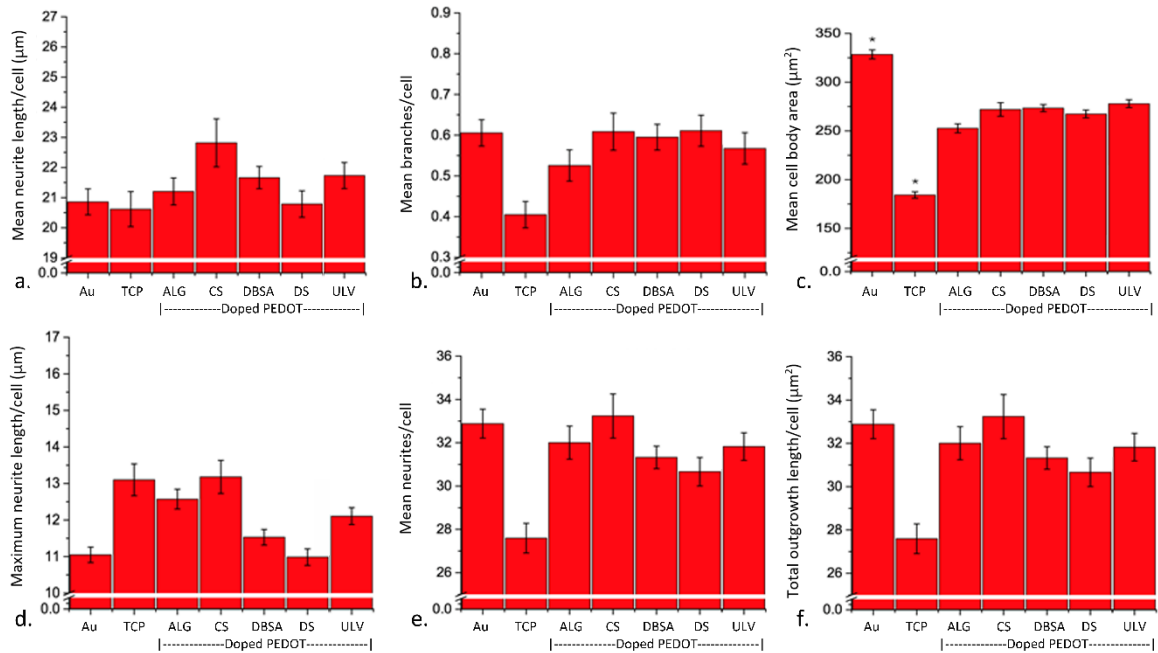 Mean neurite length/cell (µm)
27
26
25
24
23
22
21
20
19
0.0
a.
Au TCP ALG CS DBSA DS ULV
|-------------Doped PEDOT-------------|
Mean branches/cell
0.9
0.8
0.7
0.6
0.5
0.4
0.3
0.0
b.
Au TCP ALG CS DBSA DS ULV
|--------------Doped PEDOT--------------|
Mean cell body area (µm²)
350
300
250
200
150
0.0
* *
c.
Au TCP ALG CS DBSA DS ULV
|--------------Doped PEDOT--------------|
Maximum neurite length/cell (µm)
17
16
15
14
13
12
11
10
0.0
d.
Au TCP ALG CS DBSA DS ULV
|--------------Doped PEDOT--------------|
Mean neurites/cell
36
34
32
30
28
26
0.0
e.
Au TCP ALG CS DBSA DS ULV
|--------------Doped PEDOT--------------|
Total outgrowth length/cell (µm²)
36
34
32
30
28
26
0.0
f.
Au TCP ALG CS DBSA DS ULV
|--------------Doped PEDOT--------------|